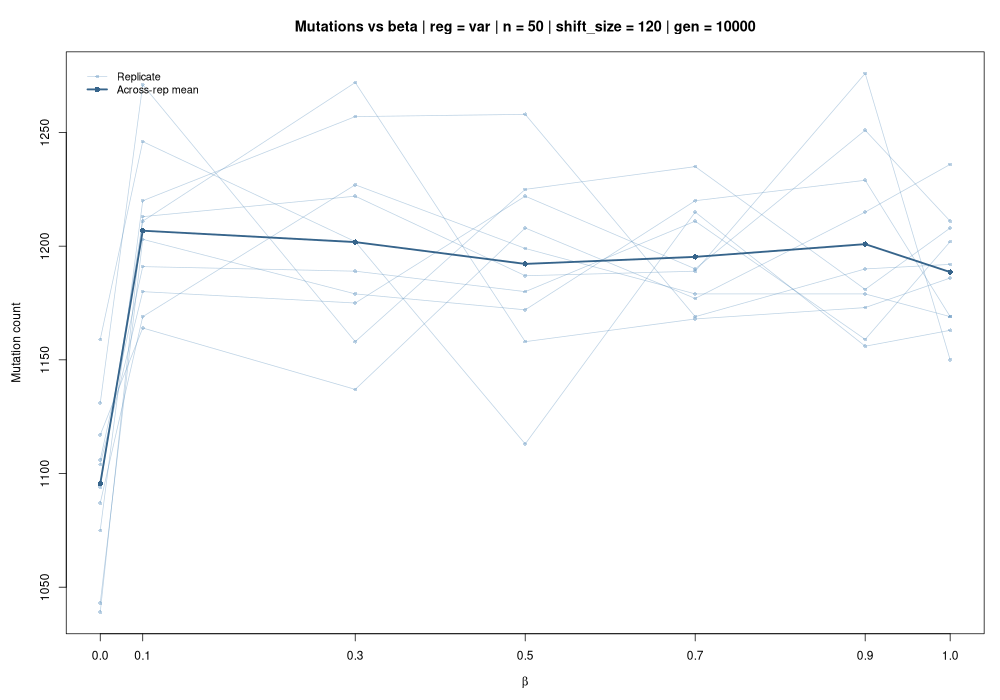 Mutations vs beta | reg = var | n = 50 | shift_size = 120 | gen = 10000
Replicate
Across-rep mean
Mutation count
1250
1200
1150
1100
1050
0.0 0.1 0.3 0.5 0.7 0.9 1.0
β